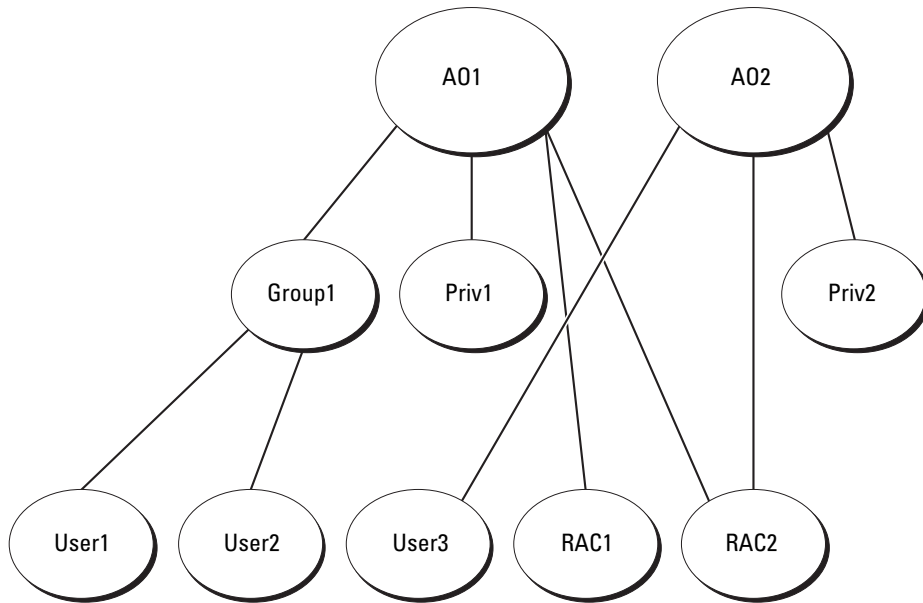 AO1
AO2
Group1
Priv1
Priv2
User1
User2
User3
RAC1
RAC2